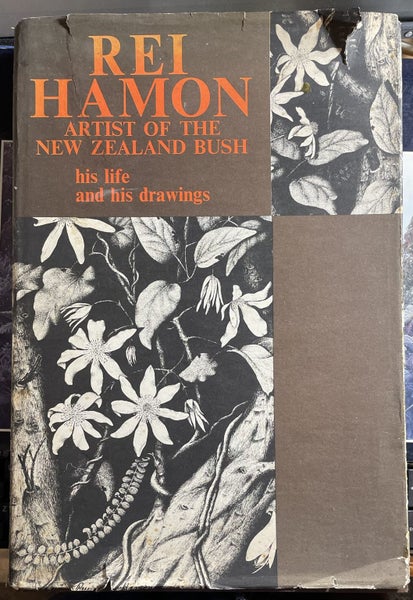 REI
HAMON
ARTIST OF THE
NEW ZEALAND BUSH
his life
and his drawings